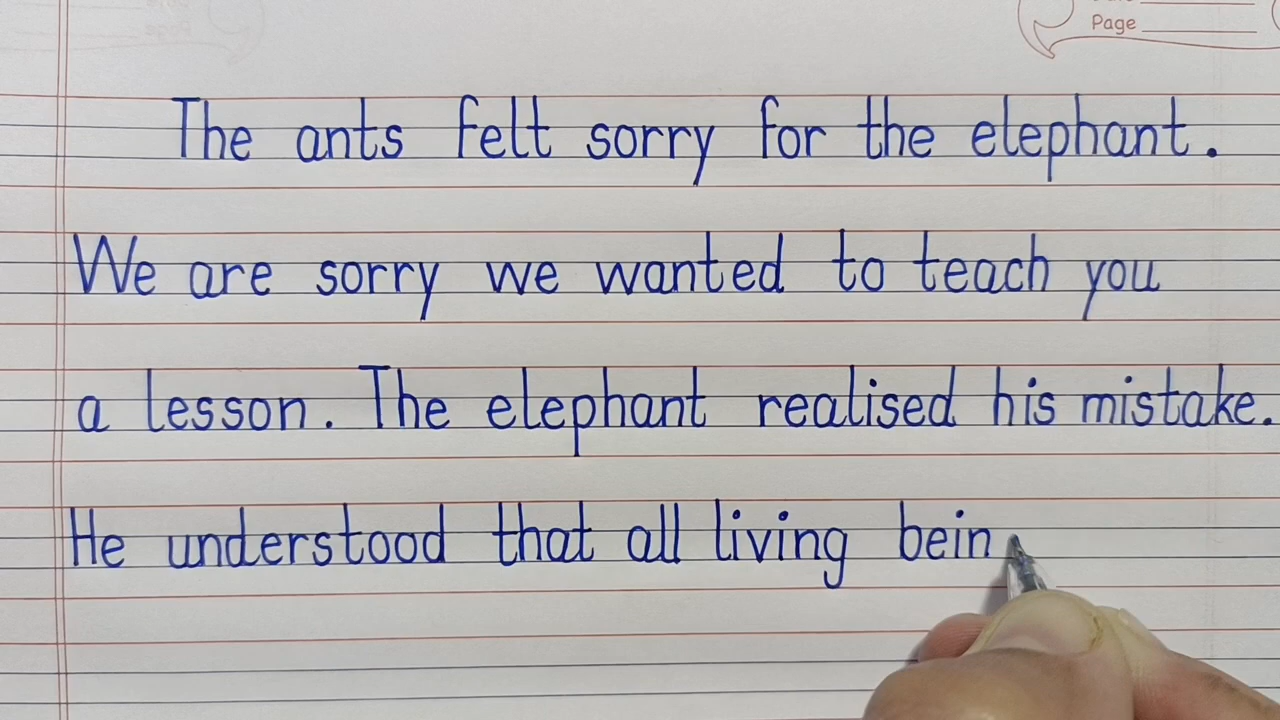 Page
The ants felt sorry for the elephant.
We are sorry we wanted to teach you
a lesson. The elephant realised his mistake.
He understood that all living bein